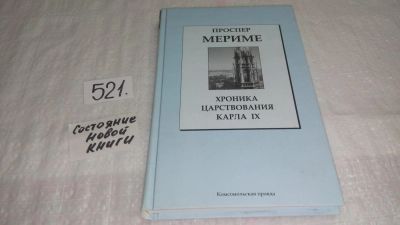 521.
Состояние
новой
книги
ПРОСПЕР
МЕРИМЕ
ХРОНИКА
ЦАРСТВОВАНИЯ
КАРЛА IX
Комсомольская правда